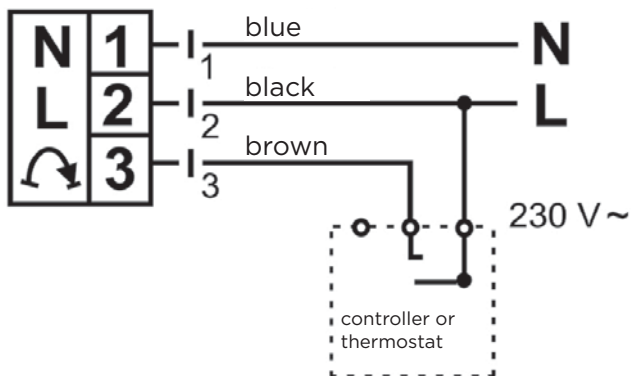 N 1 1 blue N
L 2 2 black L
3 3 brown
230 V~
controller or
thermostat